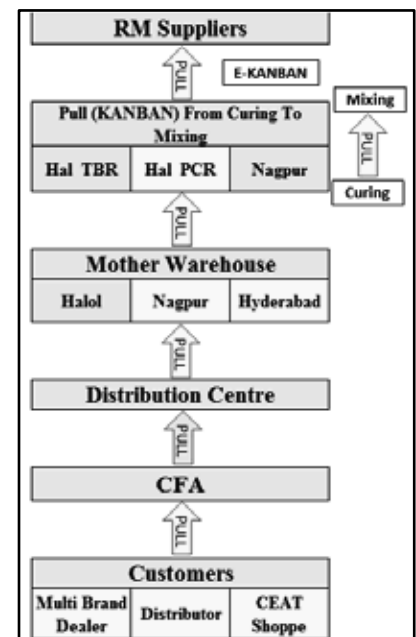 RM Suppliers
PULL
E-KANBAN
Pull (KANBAN) From Curing To
Mixing
Hal TBR
Hal PCR
Nagpur
Mixing
PULL
Curing
PULL
Mother Warehouse
Halol
Nagpur
Hyderabad
PULL
Distribution Centre
PULL
CFA
PULL
Customers
Multi Brand
Dealer
Distributor
CEAT
Shoppe